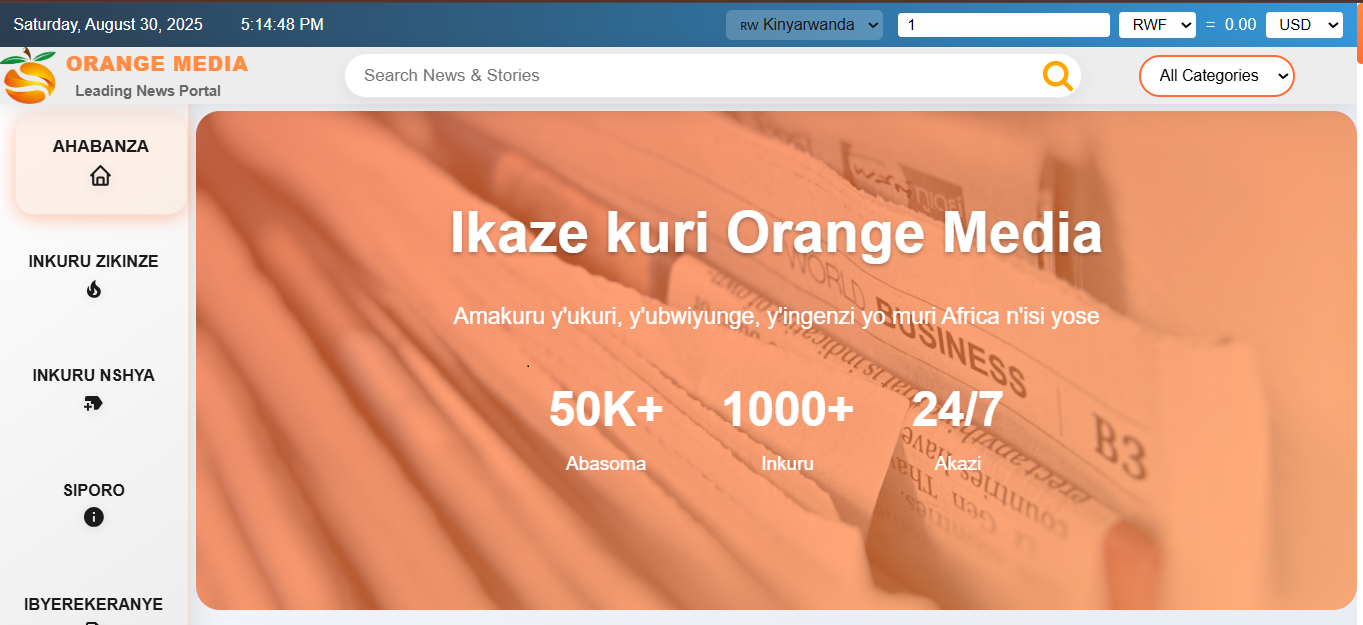 Saturday, August 30, 2025 5:14:48 PM RW Kinyarwanda 1 RWF = 0.00 USD
ORANGE MEDIA
Leading News Portal
Search News & Stories
All Categories
AHABANZA
INKURU ZIKINZE
INKURU NSHYA
SIPORO
IBYEREKERANYE
Ikaze kuri Orange Media
Amakuru y'ukuri, y'ubwiyunge, y'ingenzi yo muri Africa n'isi yose
50K+ 1000+ 24/7
Abasoma Inkuru Akazi
WORLD BUSINESS
B3